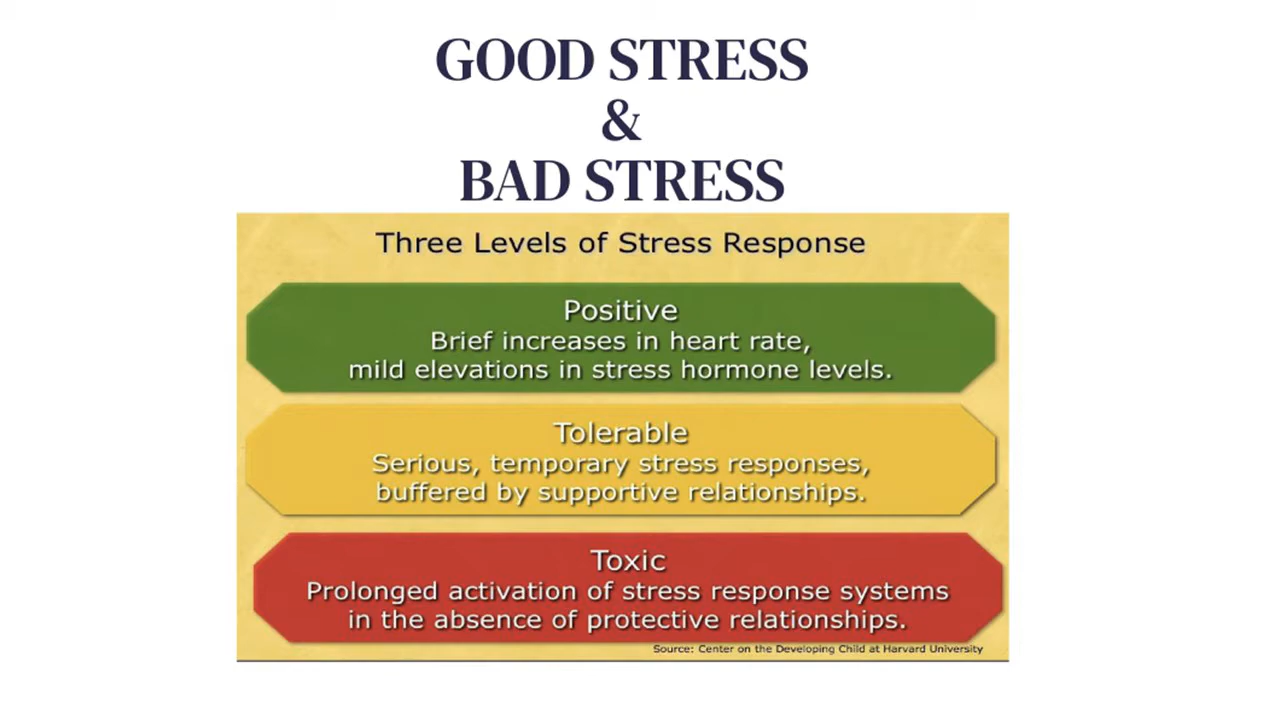 GOOD STRESS
&
BAD STRESS
Three Levels of Stress Response
Positive
Brief increases in heart rate,
mild elevations in stress hormone levels.
Tolerable
Serious, temporary stress responses,
buffered by supportive relationships.
Toxic
Prolonged activation of stress response systems
in the absence of protective relationships.
Source: Center on the Developing Child at Harvard University